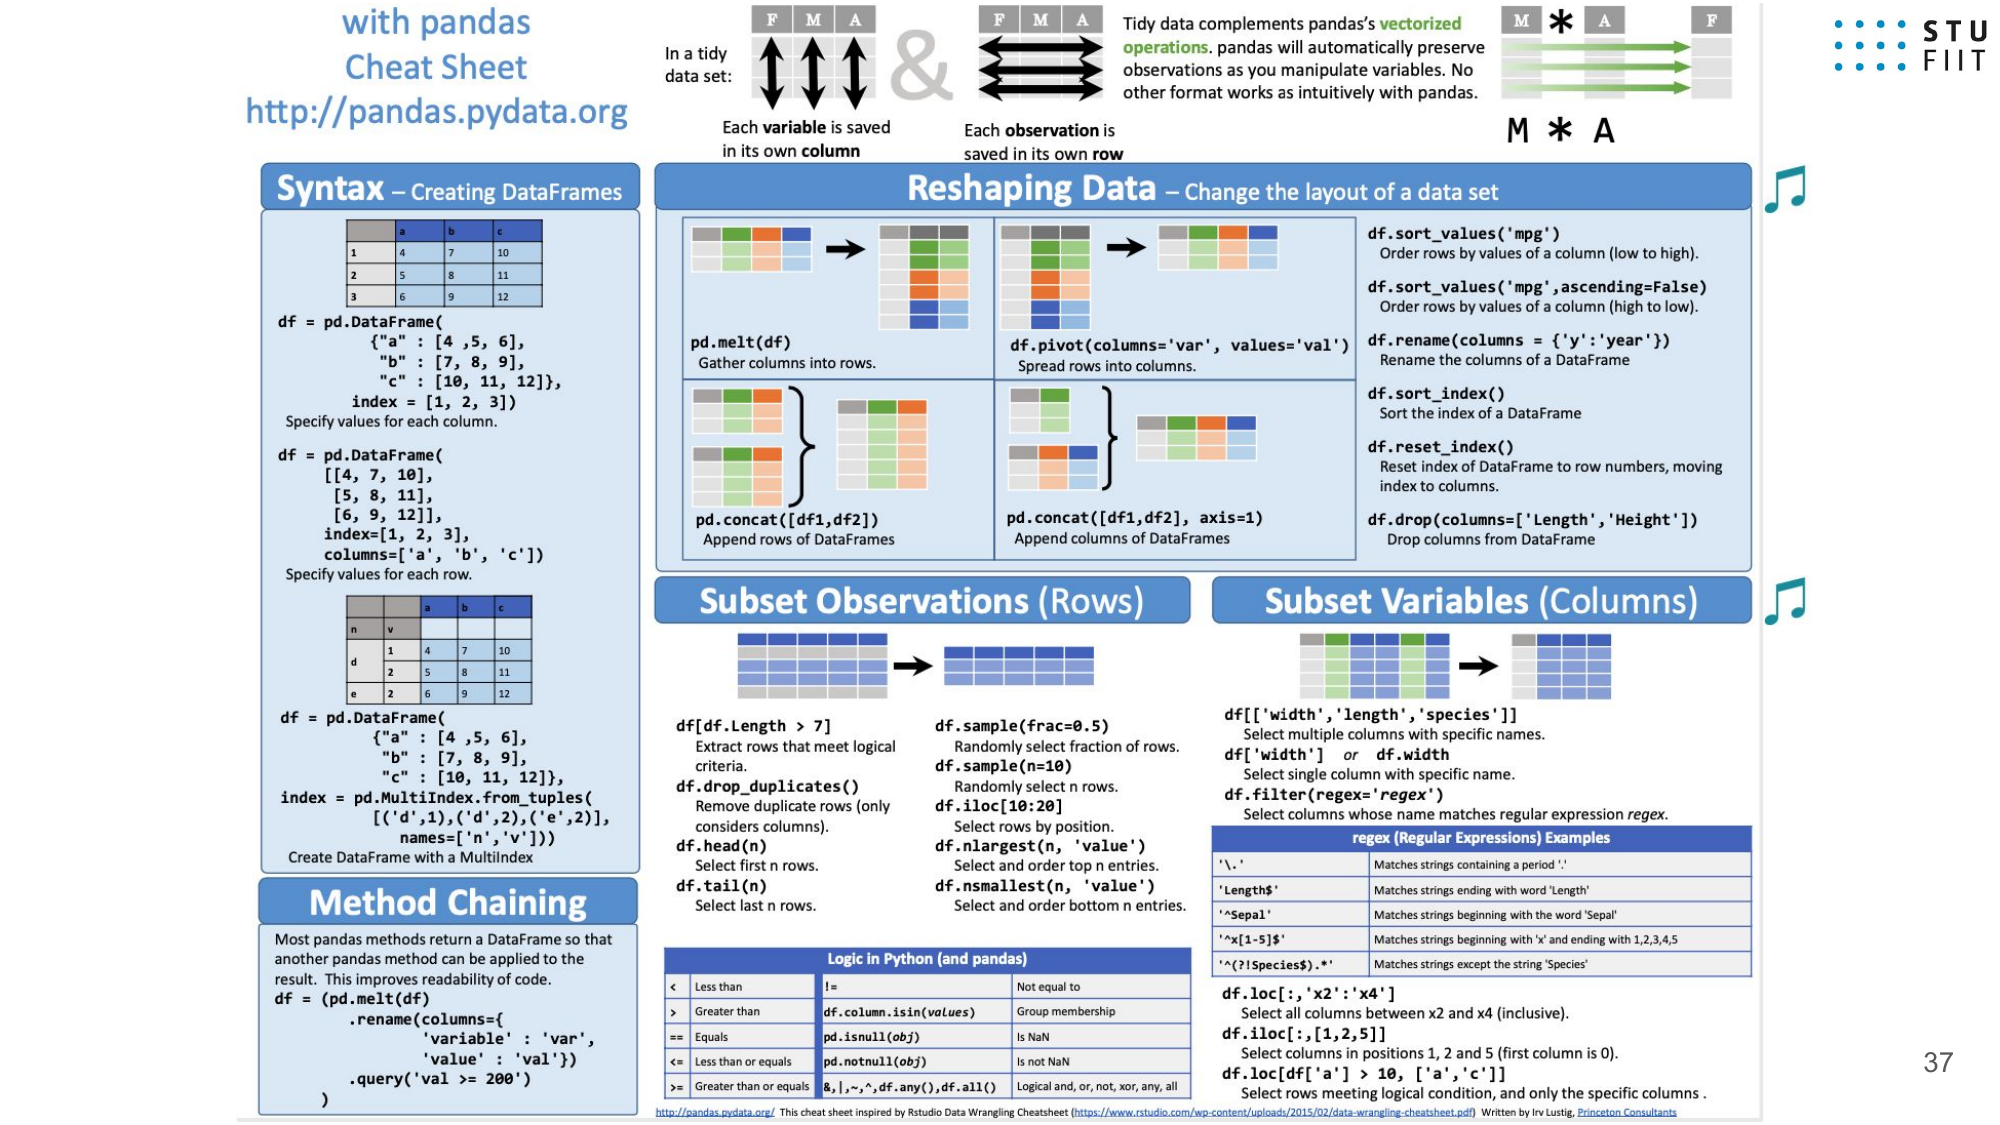 with pandas
Cheat Sheet
http://pandas.pydata.org
In a tidy
data set:
F M A
Each variable is saved
in its own column
&
F M A
Each observation is
saved in its own row
Tidy data complements pandas's vectorized
operations. pandas will automatically preserve
observations as you manipulate variables. No
other format works as intuitively with pandas.
M * A F
M * A
STU
FIIT
Syntax – Creating DataFrames
a b c
1 4 7 10
2 5 8 11
3 6 9 12
df = pd.DataFrame(
{"a" : [4 ,5, 6],
"b" : [7, 8, 9],
"c" : [10, 11, 12]},
index = [1, 2, 3])
Specify values for each column.
df = pd.DataFrame(
[[4, 7, 10],
[5, 8, 11],
[6, 9, 12]],
index=[1, 2, 3],
columns=['a', 'b', 'c'])
Specify values for each row.
a b c
n v
d 1 4 7 10
2 5 8 11
e 2 6 9 12
df = pd.DataFrame(
{"a" : [4 ,5, 6],
"b" : [7, 8, 9],
"c" : [10, 11, 12]},
index = pd.MultiIndex.from_tuples(
[('d',1),('d',2),('e',2)],
names=['n','v']))
Create DataFrame with a MultiIndex
Method Chaining
Most pandas methods return a DataFrame so that
another pandas method can be applied to the
result. This improves readability of code.
df = (pd.melt(df)
.rename(columns={
'variable' : 'var',
'value' : 'val'})
.query('val >= 200')
)
Reshaping Data – Change the layout of a data set
pd.melt(df)
Gather columns into rows.
df.pivot(columns='var', values='val')
Spread rows into columns.
pd.concat([df1,df2])
Append rows of DataFrames
pd.concat([df1,df2], axis=1)
Append columns of DataFrames
df.sort_values('mpg')
Order rows by values of a column (low to high).
df.sort_values('mpg',ascending=False)
Order rows by values of a column (high to low).
df.rename(columns = {'y':'year'})
Rename the columns of a DataFrame
df.sort_index()
Sort the index of a DataFrame
df.reset_index()
Reset index of DataFrame to row numbers, moving
index to columns.
df.drop(columns=['Length','Height'])
Drop columns from DataFrame
Subset Observations (Rows)
df[df.Length > 7]
Extract rows that meet logical
criteria.
df.drop_duplicates()
Remove duplicate rows (only
considers columns).
df.head(n)
Select first n rows.
df.tail(n)
Select last n rows.
df.sample(frac=0.5)
Randomly select fraction of rows.
df.sample(n=10)
Randomly select n rows.
df.iloc[10:20]
Select rows by position.
df.nlargest(n, 'value')
Select and order top n entries.
df.nsmallest(n, 'value')
Select and order bottom n entries.
Logic in Python (and pandas)
< Less than != Not equal to
> Greater than df.column.isin(values) Group membership
== Equals pd.isnull(obj) Is NaN
<= Less than or equals pd.notnull(obj) Is not NaN
>= Greater than or equals &,|,~,^,df.any(),df.all() Logical and, or, not, xor, any, all
Subset Variables (Columns)
df[['width','length','species']]
Select multiple columns with specific names.
df['width'] or df.width
Select single column with specific name.
df.filter(regex='regex')
Select columns whose name matches regular expression regex.
regex (Regular Expressions) Examples
'\.' Matches strings containing a period '.'
'Length$' Matches strings ending with word 'Length'
'^Sepal' Matches strings beginning with the word 'Sepal'
'^x[1-5]$' Matches strings beginning with 'x' and ending with 1,2,3,4,5
'^(?!Species$).*' Matches strings except the string 'Species'
df.loc[:,'x2':'x4']
Select all columns between x2 and x4 (inclusive).
df.iloc[:,[1,2,5]]
Select columns in positions 1, 2 and 5 (first column is 0).
df.loc[df['a'] > 10, ['a','c']]
Select rows meeting logical condition, and only the specific columns .
http://pandas.pydata.org/ This cheat sheet inspired by Rstudio Data Wrangling Cheatsheet (https://www.rstudio.com/wp-content/uploads/2015/02/data-wrangling-cheatsheet.pdf) Written by Irv Lustig, Princeton Consultants
37